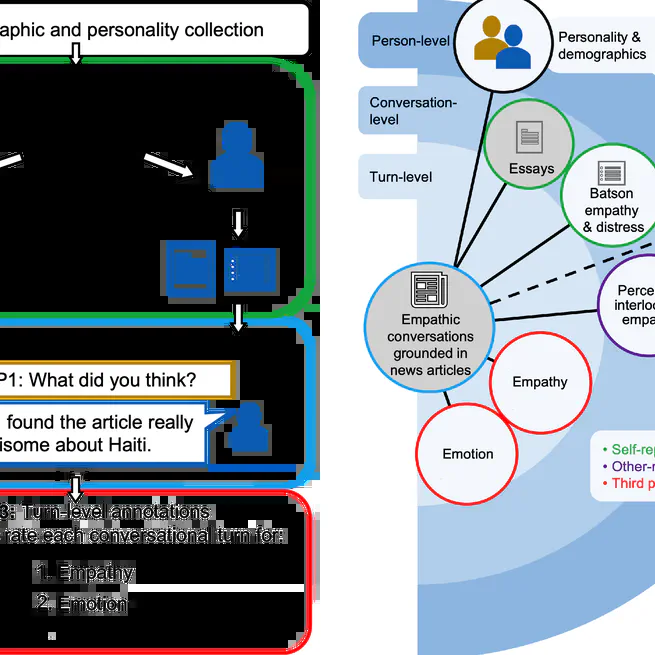 aphic and personality collection
P1: What did you think?
found the article really
isome about Haiti.
3: Turn-level annotations
rate each conversational turn for:
1. Empathy
2. Emotion
Person-level
Personality &
demographics
Conversation-
level
Turn-level
Essays
Batson
empathy
& distress
Empathic
conversations
grounded in
news articles
Perce
interloc
empa
Empathy
Emotion
• Self-rep
• Other-r
• Third p